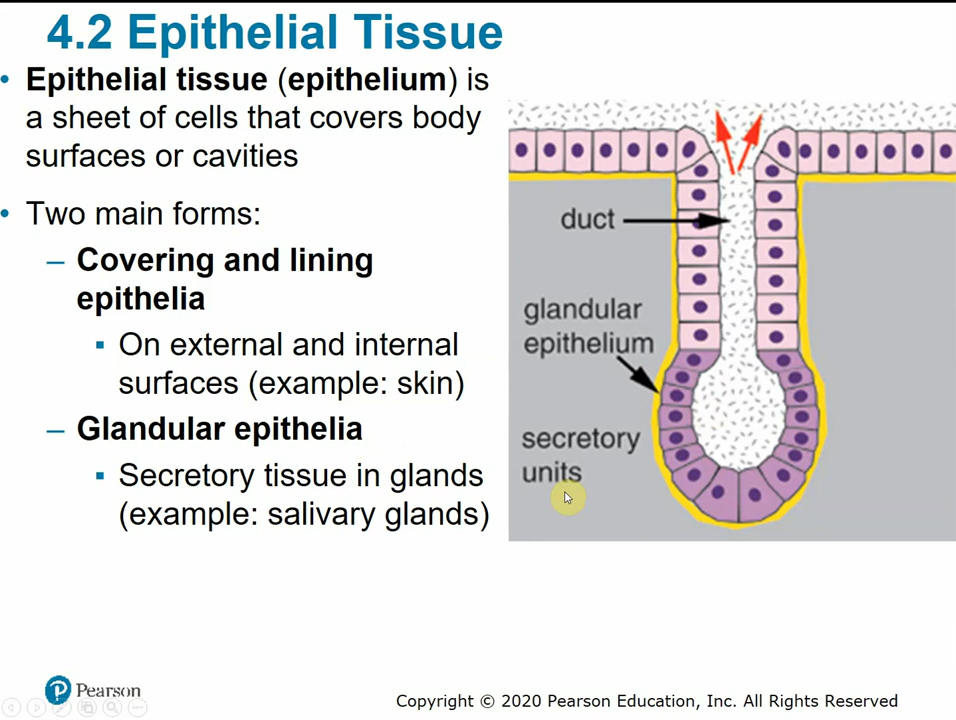 4.2 Epithelial Tissue
• Epithelial tissue (epithelium) is
a sheet of cells that covers body
surfaces or cavities
• Two main forms:
– Covering and lining
epithelia
▪ On external and internal
surfaces (example: skin)
– Glandular epithelia
▪ Secretory tissue in glands
(example: salivary glands)
duct
glandular
epithelium
secretory
units
Pearson
Copyright © 2020 Pearson Education, Inc. All Rights Reserved